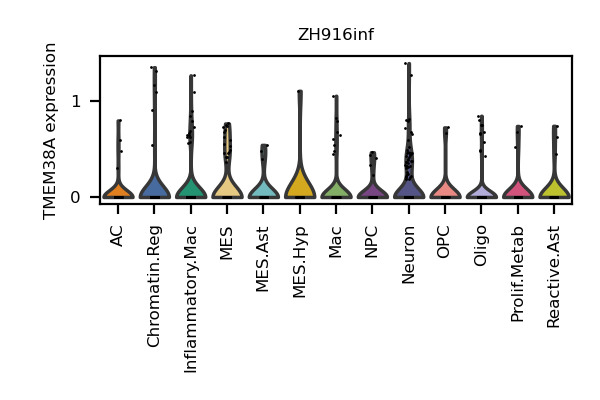 ZH916inf
TMEM38A expression
1
0
AC
Chromatin.Reg
Inflammatory.Mac
MES
MES.Ast
MES.Hyp
Mac
NPC
Neuron
OPC
Oligo
Prolif.Metab
Reactive.Ast